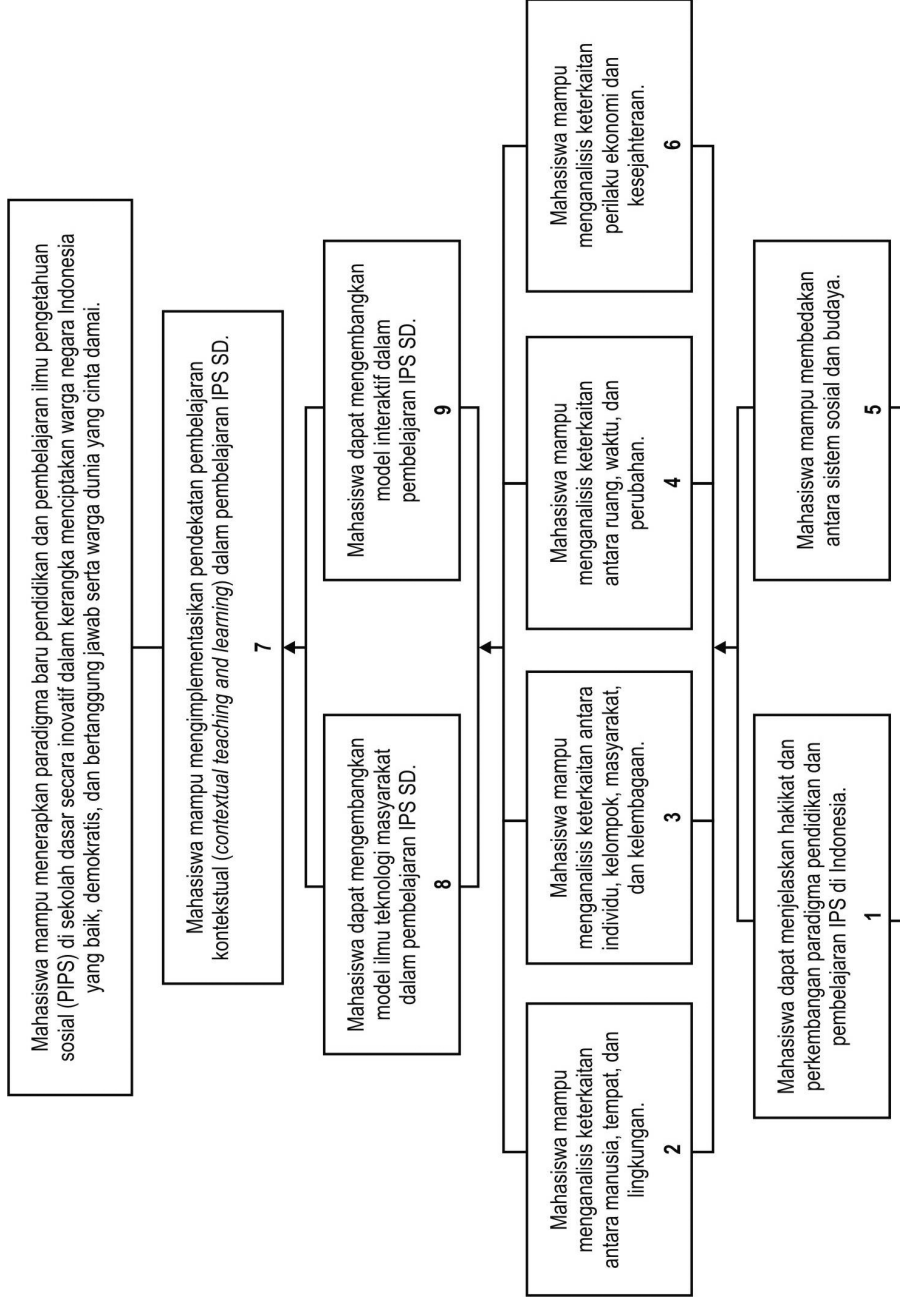 Mahasiswa mampu menerapkan paradigma baru pendidikan dan pembelajaran ilmu pengetahuan
sosial (PIPS) di sekolah dasar secara inovatif dalam kerangka menciptakan warga negara Indonesia
yang baik, demokratis, dan bertanggung jawab serta warga dunia yang cinta damai.
Mahasiswa mampu mengimplementasikan pendekatan pembelajaran
kontekstual (contextual teaching and learning) dalam pembelajaran IPS SD.
7
Mahasiswa dapat mengembangkan
model ilmu teknologi masyarakat
dalam pembelajaran IPS SD.
8
Mahasiswa dapat mengembangkan
model interaktif dalam
pembelajaran IPS SD.
9
Mahasiswa mampu
menganalisis keterkaitan
antara manusia, tempat, dan
lingkungan.
2
Mahasiswa mampu
menganalisis keterkaitan antara
individu, kelompok, masyarakat,
dan kelembagaan.
3
Mahasiswa mampu
menganalisis keterkaitan
antara ruang, waktu, dan
perubahan.
4
Mahasiswa mampu
menganalisis keterkaitan
perilaku ekonomi dan
kesejahteraan.
6
Mahasiswa dapat menjelaskan hakikat dan
perkembangan paradigma pendidikan dan
pembelajaran IPS di Indonesia.
1
Mahasiswa mampu membedakan
antara sistem sosial dan budaya.
5